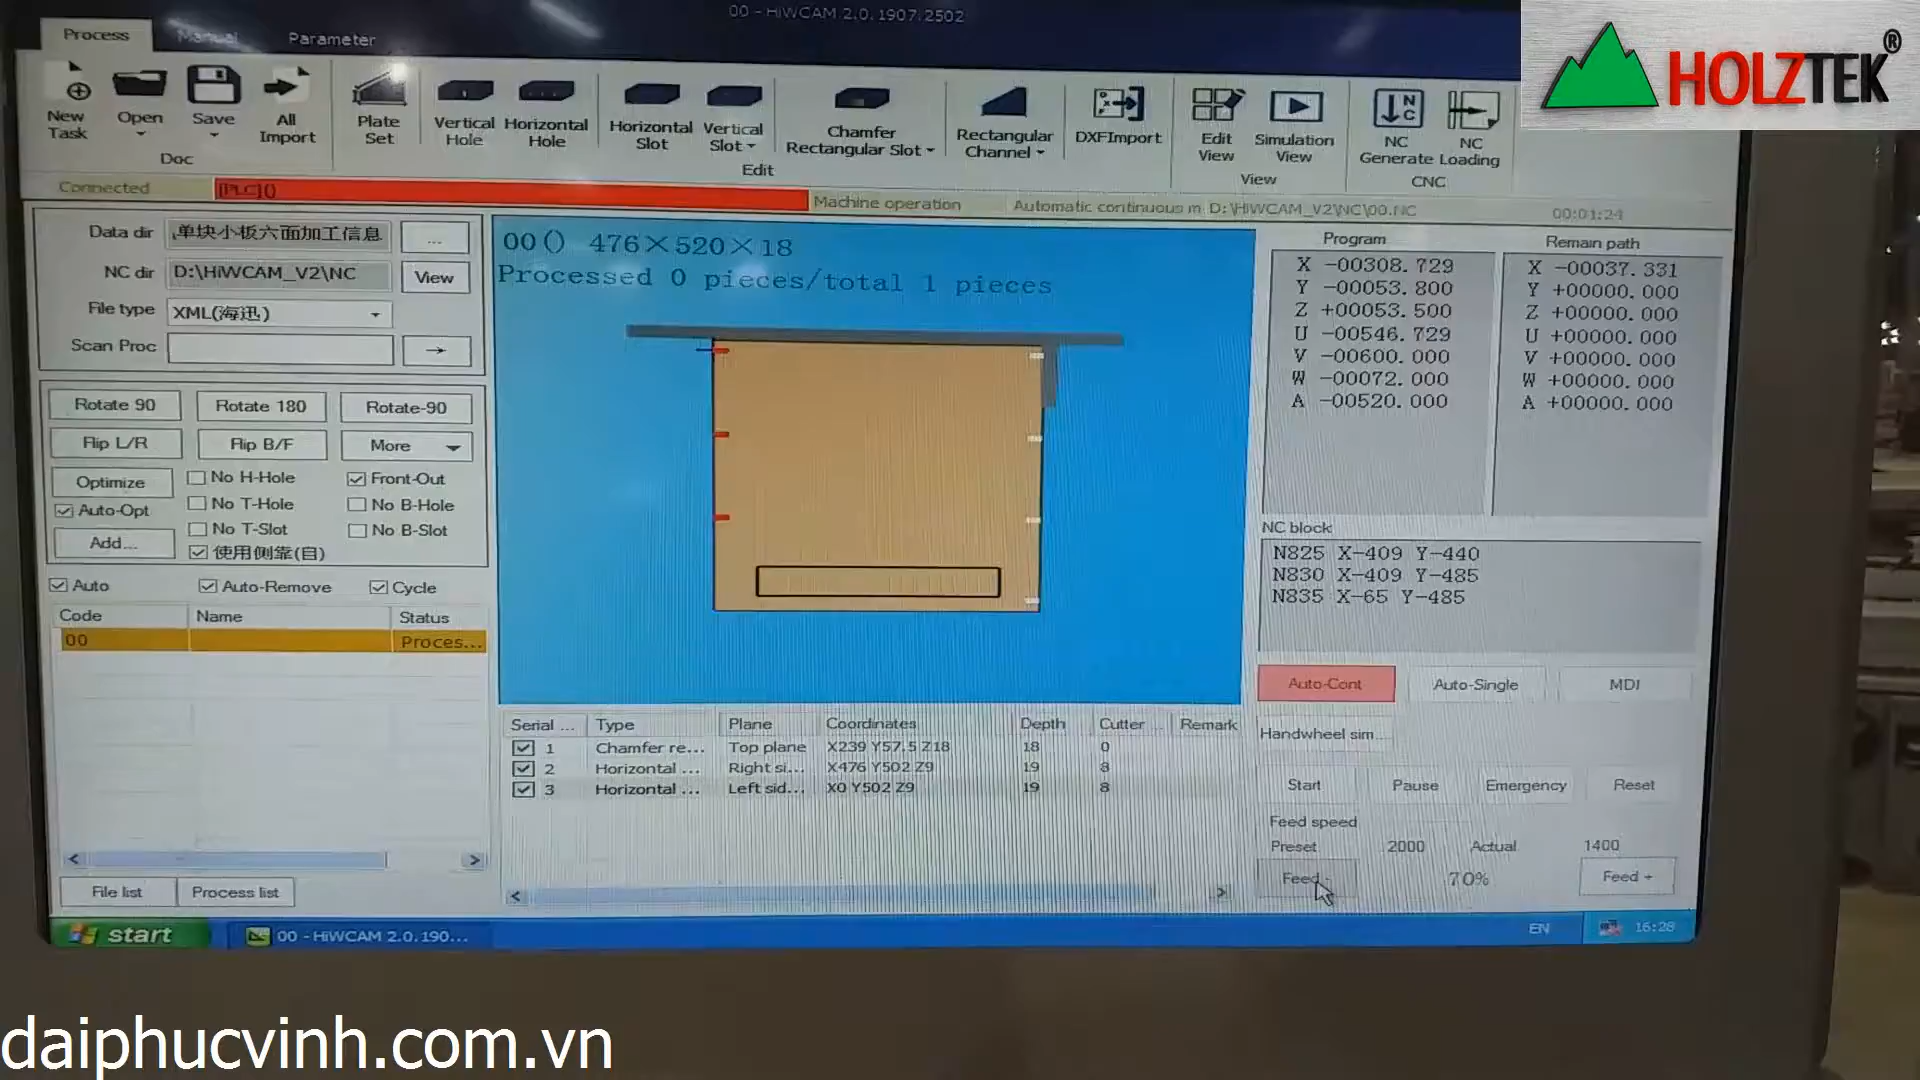 00 - HiWCAM 2.0.1907.2502
HOLZTEK®
Process
Manual
Parameter
New Task
Open
Save
All Import
Doc
Plate Set
Vertical Hole
Horizontal Hole
Horizontal Slot
Vertical Slot
Chamfer Rectangular Slot
Rectangular Channel
DXFImport
Edit
Edit View
Simulation View
View
NC Generate
NC Loading
CNC
Connected
[PLC]()
Machine operation
Automatic continuous m D:\HiWCAM_V2\NC\00.NC
00:01:24
Data dir
单块小板六面加工信息
...
NC dir
D:\HiWCAM_V2\NC
View
File type
XML(海迅)
Scan Proc
Rotate 90
Rotate 180
Rotate-90
Flip L/R
Flip B/F
More
Optimize
No H-Hole
Front-Out
Auto-Opt
No T-Hole
No B-Hole
Add...
No T-Slot
No B-Slot
使用侧靠(自)
Auto
Auto-Remove
Cycle
Code Name Status
00 Proces...
File list
Process list
00() 476×520×18
Processed 0 pieces/total 1 pieces
Serial ... Type Plane Coordinates Depth Cutter ... Remark
1 Chamfer re... Top plane X239 Y57.5 Z18 18 0
2 Horizontal ... Right si... X476 Y502 Z9 19 8
3 Horizontal ... Left sid... X0 Y502 Z9 19 8
Program
X -00308.729
Y -00053.800
Z +00053.500
U -00546.729
V -00600.000
W -00072.000
A -00520.000
Remain path
X -00037.331
Y +00000.000
Z +00000.000
U +00000.000
V +00000.000
W +00000.000
A +00000.000
NC block
N825 X-409 Y-440
N830 X-409 Y-485
N835 X-65 Y-485
Auto-Cont
Auto-Single
MDI
Handwheel sim...
Start
Pause
Emergency
Reset
Feed speed
Preset 2000 Actual 1400
Feed -
70%
Feed +
start
00 - HiWCAM 2.0.190...
EN
16:28
daiphucvinh.com.vn